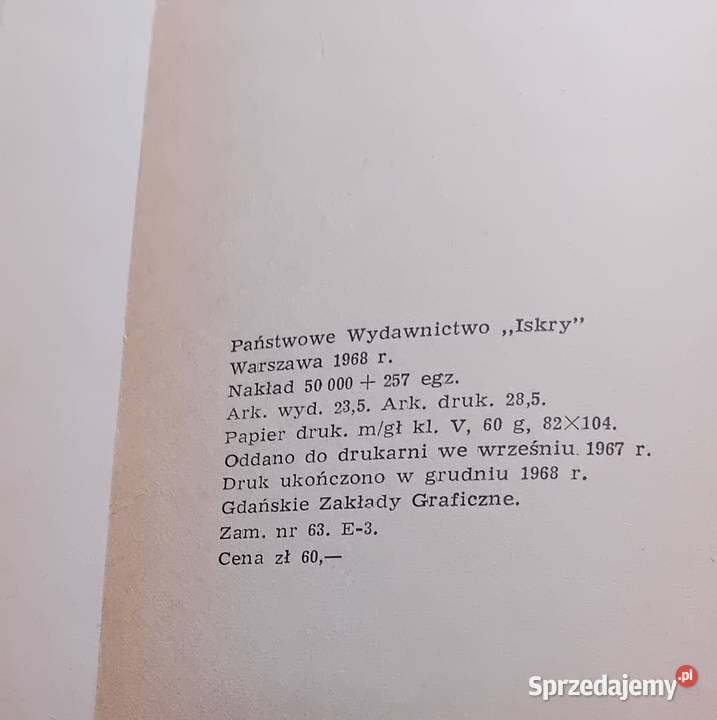 Państwowe Wydawnictwo „Iskry”
Warszawa 1968 r.
Nakład 50 000 + 257 egz.
Ark. wyd. 23,5. Ark. druk. 28,5.
Papier druk. m/gł kl. V, 60 g, 82×104.
Oddano do drukarni we wrześniu 1967 r.
Druk ukończono w grudniu 1968 r.
Gdańskie Zakłady Graficzne.
Zam. nr 63. E-3.
Cena zł 60,—
Sprzedajemy.pl